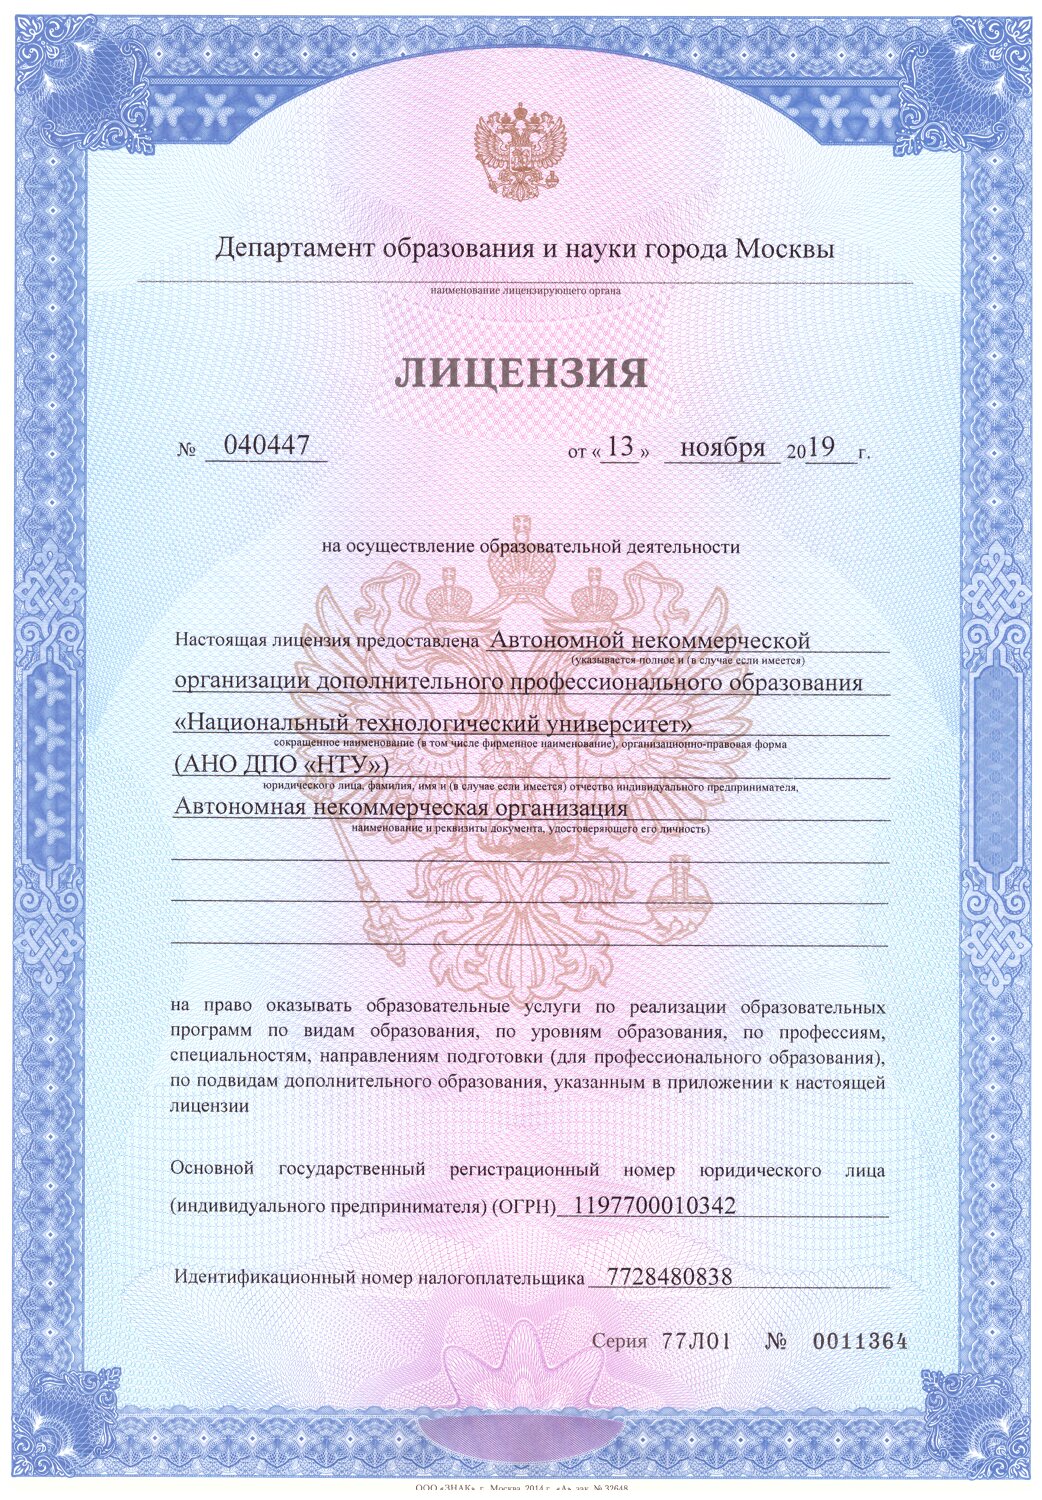 Департамент образования и науки города Москвы
наименование лицензирующего органа
ЛИЦЕНЗИЯ
№ 040447 от «13» ноября 2019 г.
на осуществление образовательной деятельности
Настоящая лицензия предоставлена Автономной некоммерческой
(указывается полное и (в случае если имеется)
организации дополнительного профессионального образования
«Национальный технологический университет»
сокращенное наименование (в том числе фирменное наименование), организационно-правовая форма
(АНО ДПО «НТУ»)
юридического лица, фамилия, имя и (в случае если имеется) отчество индивидуального предпринимателя,
Автономная некоммерческая организация
наименование и реквизиты документа, удостоверяющего его личность)
на право оказывать образовательные услуги по реализации образовательных
программ по видам образования, по уровням образования, по профессиям,
специальностям, направлениям подготовки (для профессионального образования),
по подвидам дополнительного образования, указанным в приложении к настоящей
лицензии
Основной государственный регистрационный номер юридического лица
(индивидуального предпринимателя) (ОГРН) 1197700010342
Идентификационный номер налогоплательщика 7728480838
Серия 77Л01 № 0011364
ООО «ЗНАК», г. Москва, 2014 г., «А», зак. № 32648